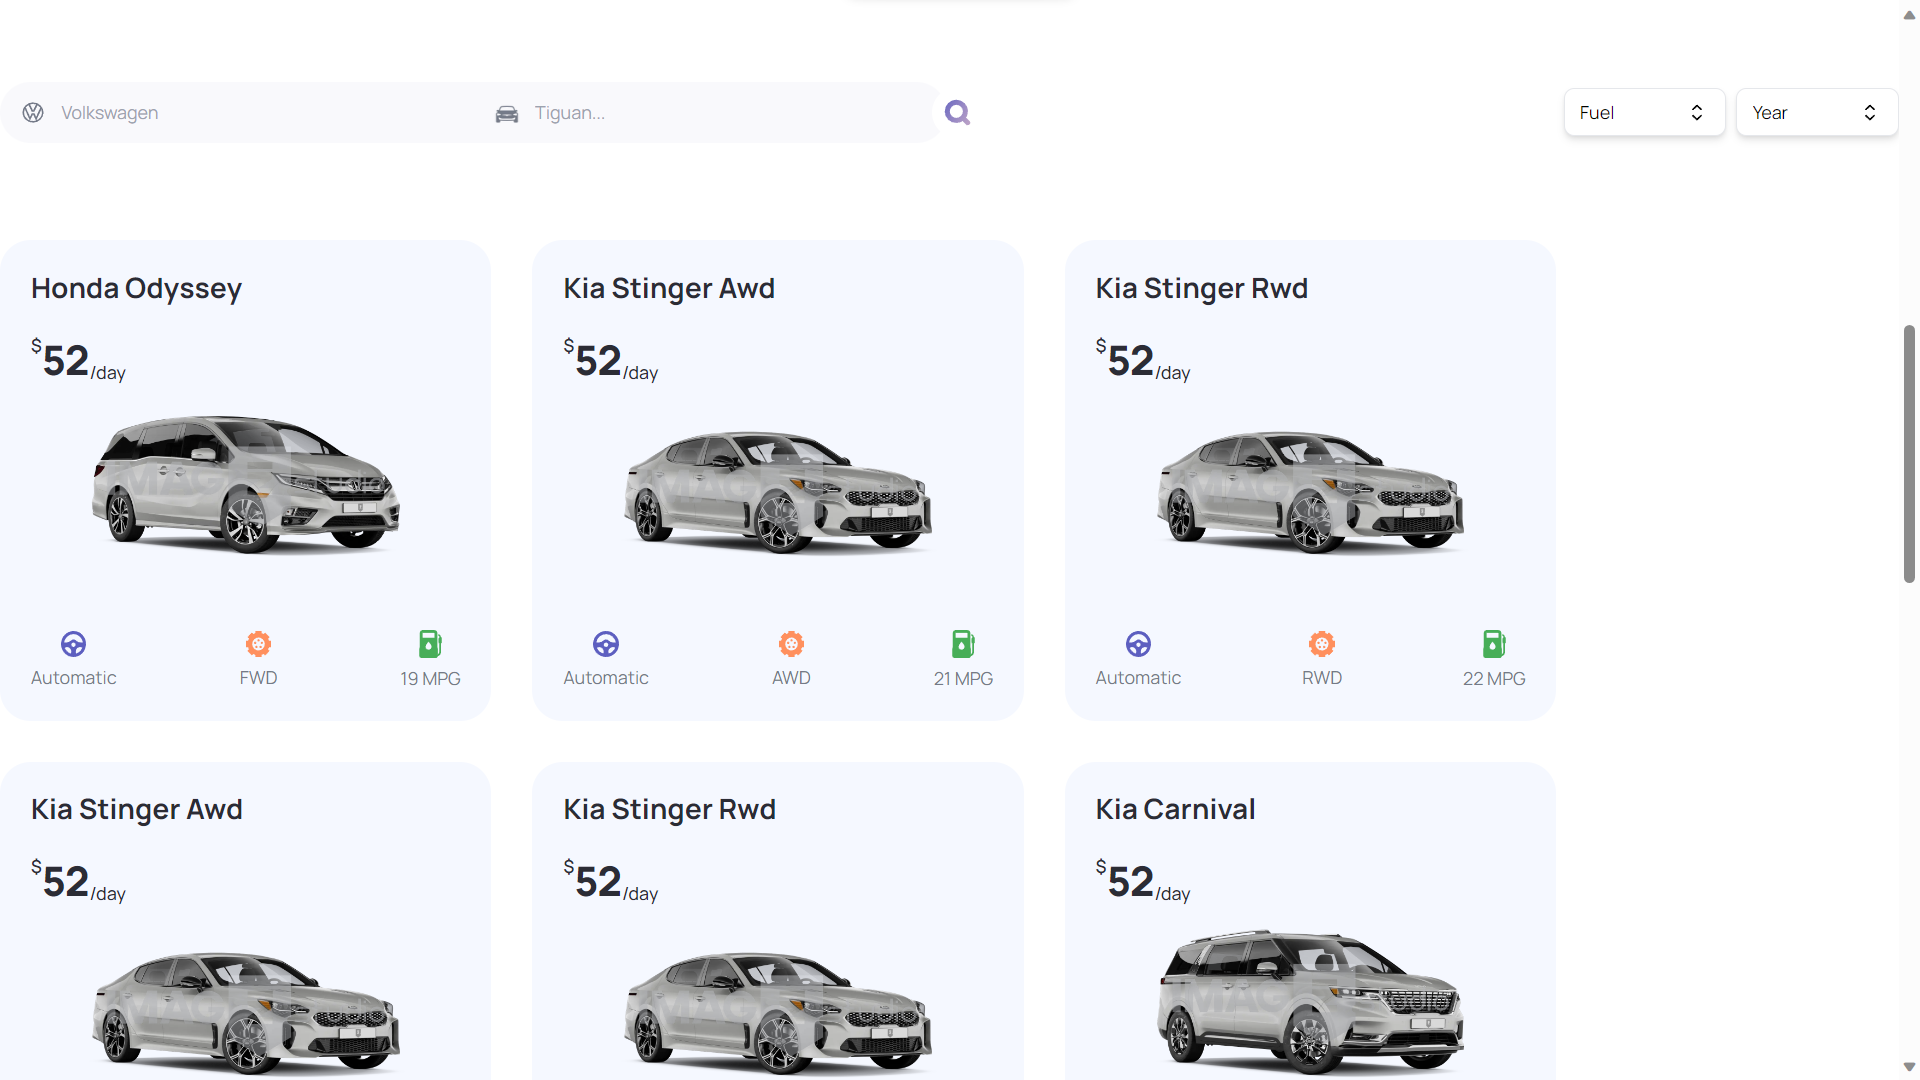 Volkswagen
Tiguan...
Fuel
Year
Honda Odyssey
$52/day
Automatic
FWD
19 MPG
Kia Stinger Awd
$52/day
Automatic
AWD
21 MPG
Kia Stinger Rwd
$52/day
Automatic
RWD
22 MPG
Kia Stinger Awd
$52/day
Kia Stinger Rwd
$52/day
Kia Carnival
$52/day